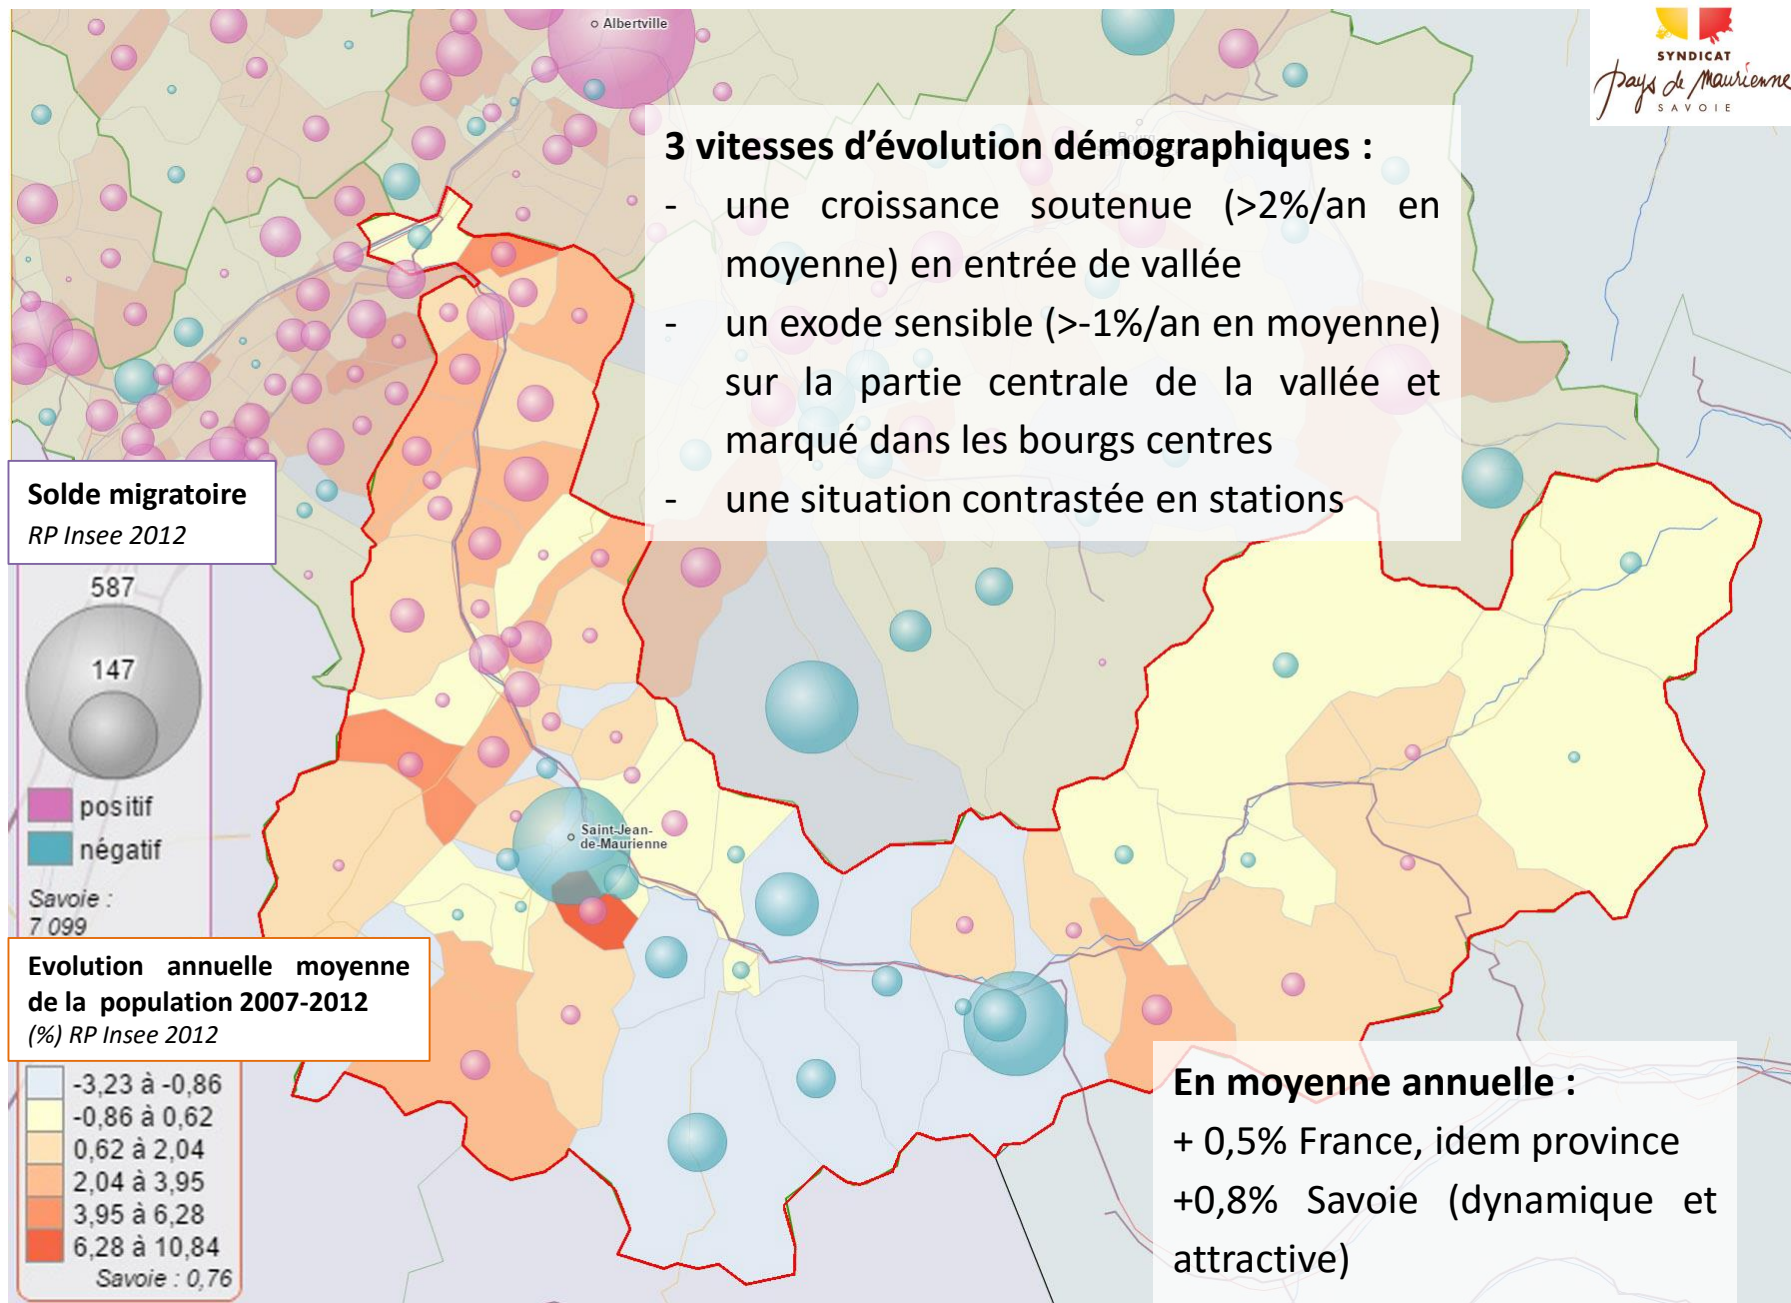 Albertville
SYNDICAT
pays de Maurienne
SAVOIE
3 vitesses d'évolution démographiques :
- une croissance soutenue (>2%/an en
moyenne) en entrée de vallée
- un exode sensible (>-1%/an en moyenne)
sur la partie centrale de la vallée et
marqué dans les bourgs centres
- une situation contrastée en stations
Solde migratoire
RP Insee 2012
587
147
positif
négatif
Savoie :
7 099
Saint-Jean-
de-Maurienne
Evolution annuelle moyenne
de la population 2007-2012
(%) RP Insee 2012
-3,23 à -0,86
-0,86 à 0,62
0,62 à 2,04
2,04 à 3,95
3,95 à 6,28
6,28 à 10,84
Savoie : 0,76
En moyenne annuelle :
+ 0,5% France, idem province
+0,8% Savoie (dynamique et
attractive)